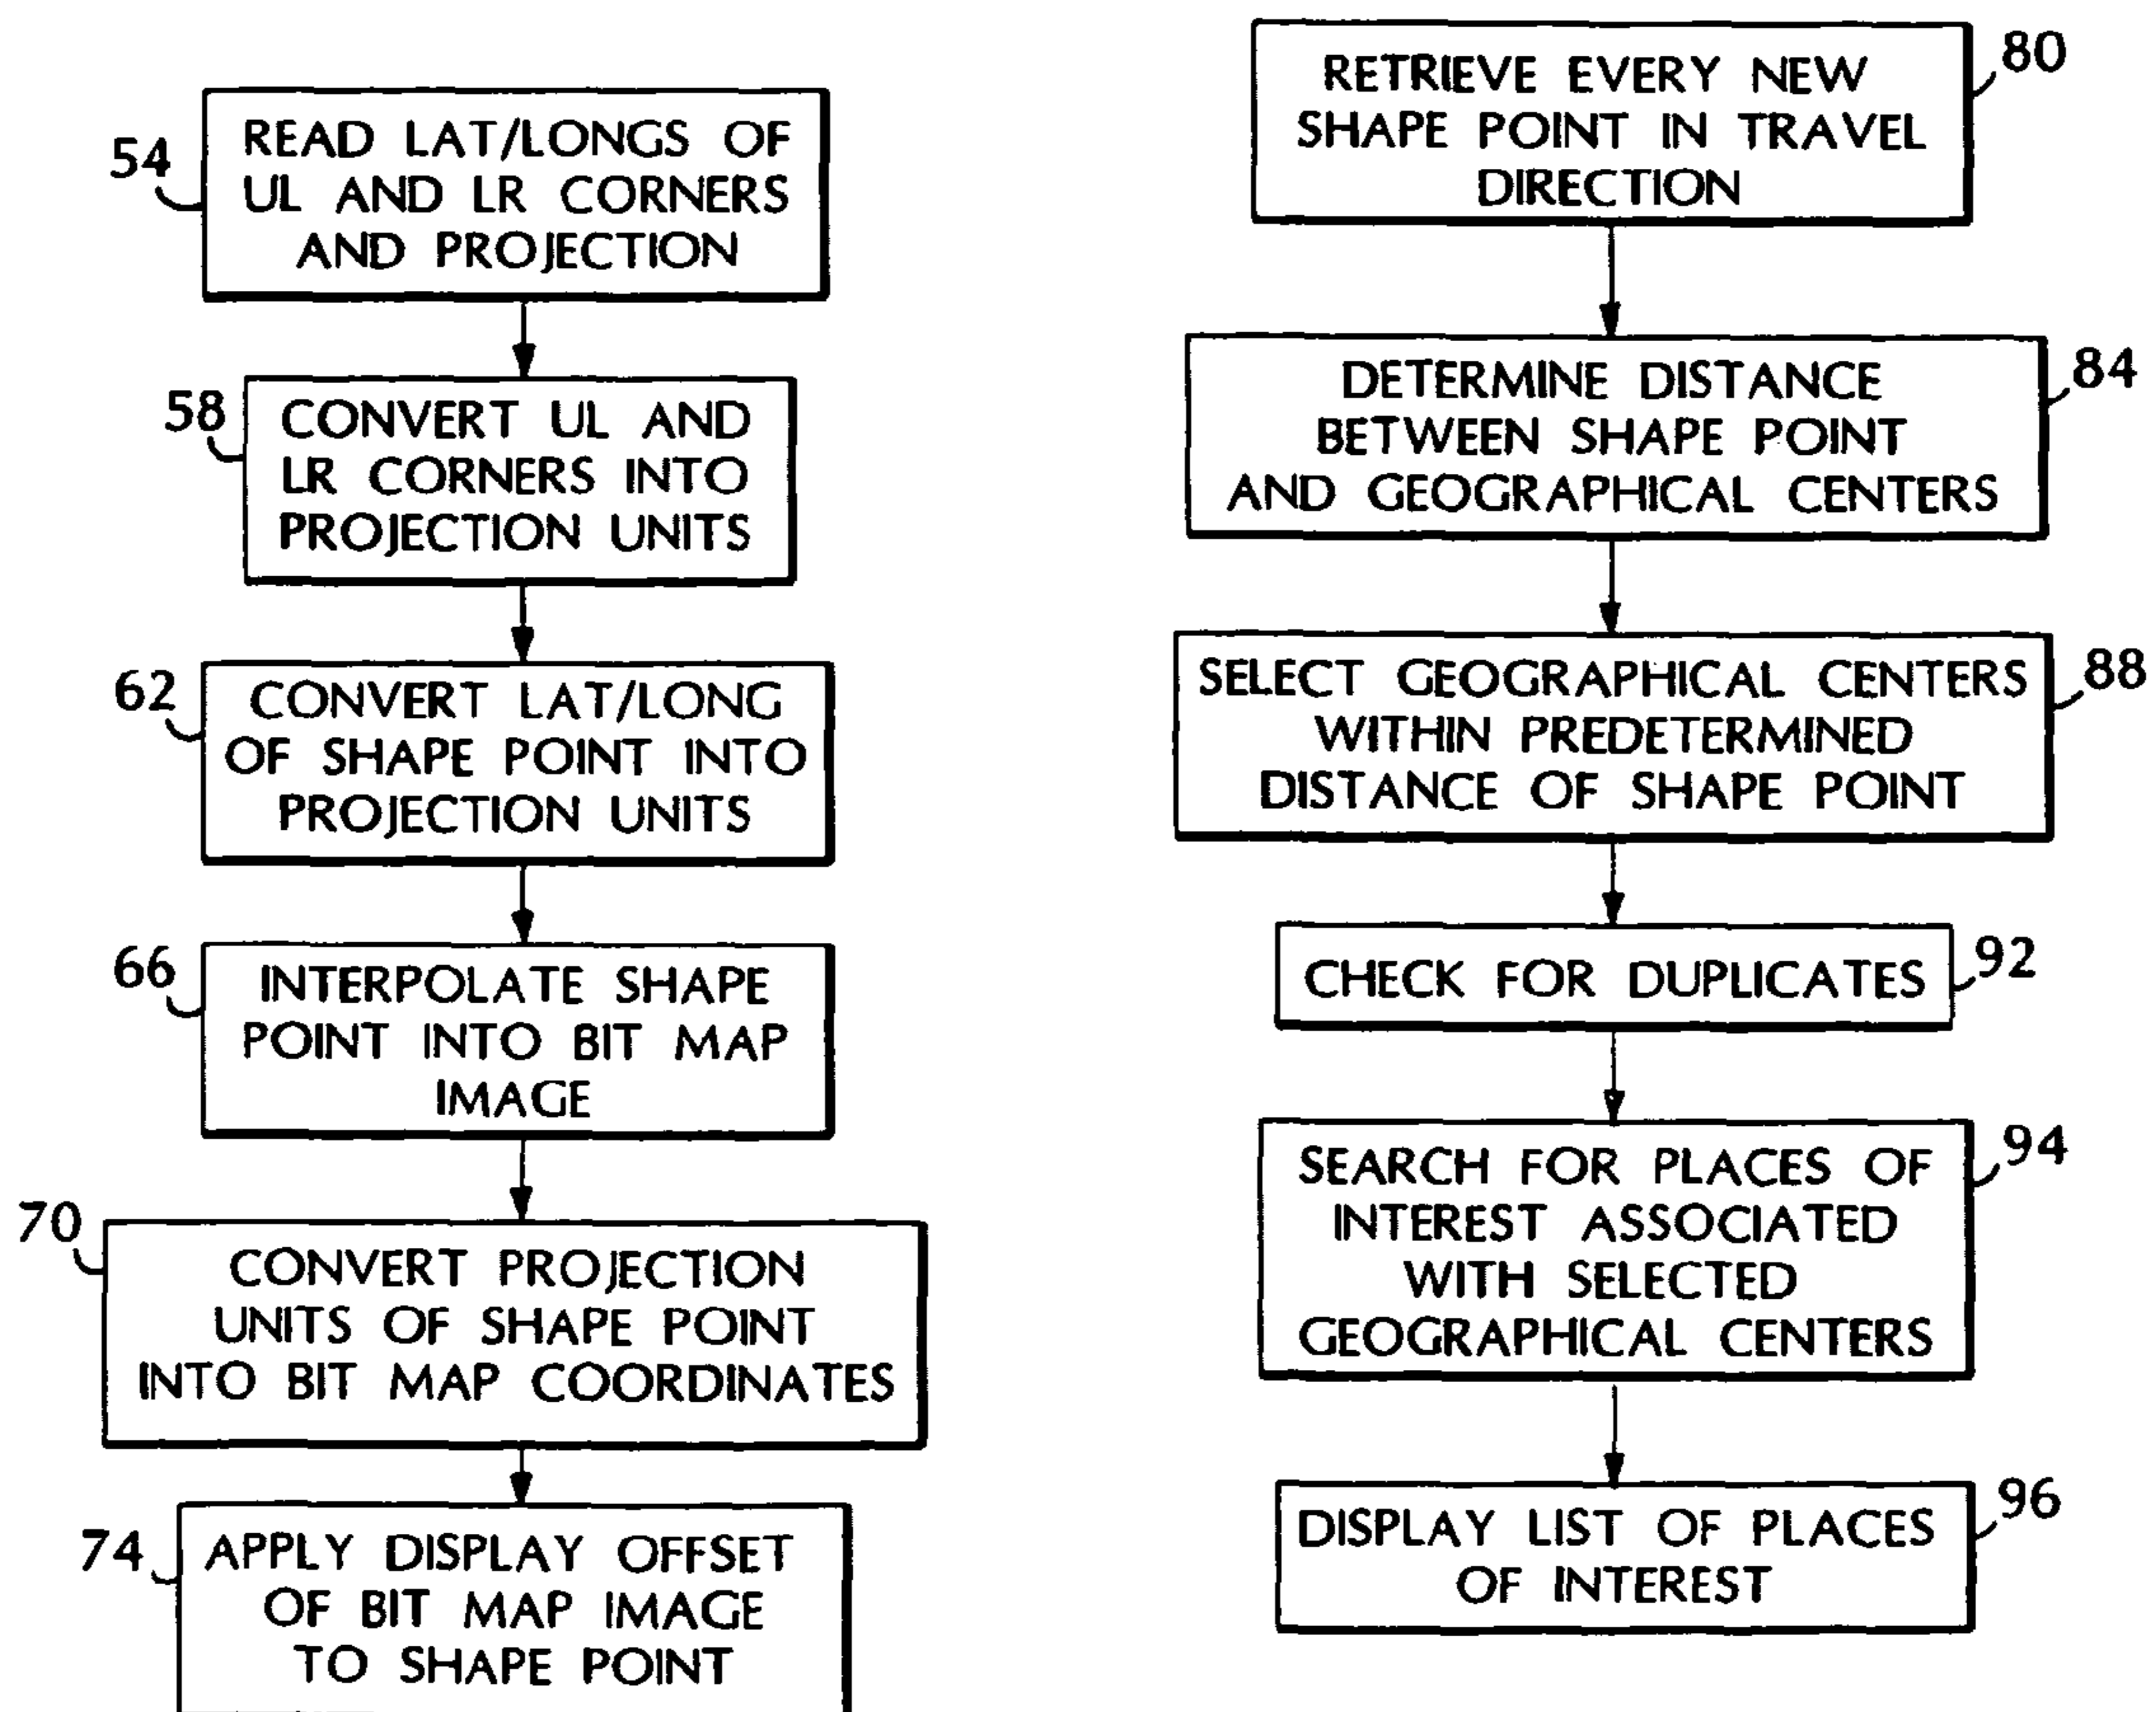 54
READ LAT/LONGS OF
UL AND LR CORNERS
AND PROJECTION
58
CONVERT UL AND
LR CORNERS INTO
PROJECTION UNITS
62
CONVERT LAT/LONG
OF SHAPE POINT INTO
PROJECTION UNITS
66
INTERPOLATE SHAPE
POINT INTO BIT MAP
IMAGE
70
CONVERT PROJECTION
UNITS OF SHAPE POINT
INTO BIT MAP COORDINATES
74
APPLY DISPLAY OFFSET
OF BIT MAP IMAGE
TO SHAPE POINT
80
RETRIEVE EVERY NEW
SHAPE POINT IN TRAVEL
DIRECTION
84
DETERMINE DISTANCE
BETWEEN SHAPE POINT
AND GEOGRAPHICAL CENTERS
88
SELECT GEOGRAPHICAL CENTERS
WITHIN PREDETERMINED
DISTANCE OF SHAPE POINT
92
CHECK FOR DUPLICATES
94
SEARCH FOR PLACES OF
INTEREST ASSOCIATED
WITH SELECTED
GEOGRAPHICAL CENTERS
96
DISPLAY LIST OF PLACES
OF INTEREST